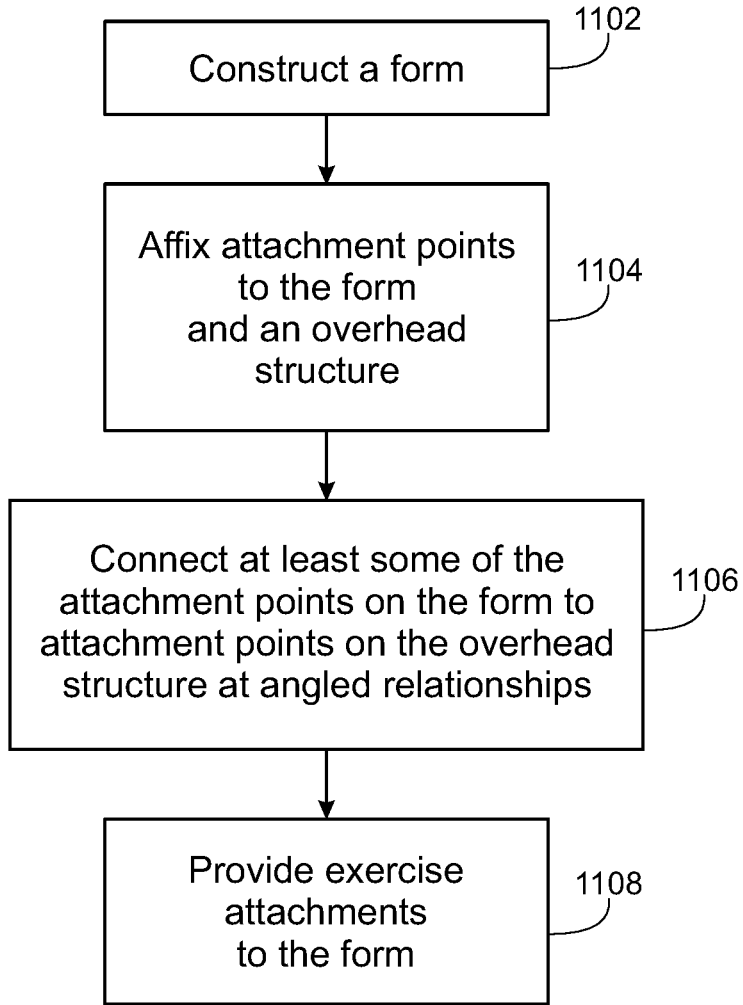 1102
Construct a form
Affix attachment points
to the form
and an overhead
structure
1104
Connect at least some of the
attachment points on the form to
attachment points on the overhead
structure at angled relationships
1106
Provide exercise
attachments
to the form
1108